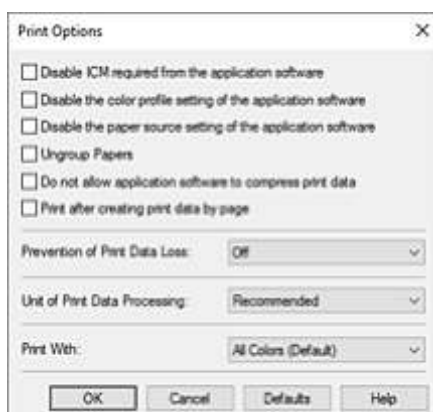 Print Options
Disable ICM required from the application software
Disable the color profile setting of the application software
Disable the paper source setting of the application software
Ungroup Papers
Do not allow application software to compress print data
Print after creating print data by page
Prevention of Print Data Loss: Off
Unit of Print Data Processing: Recommended
Print With: All Colors (Default)
OK Cancel Defaults Help